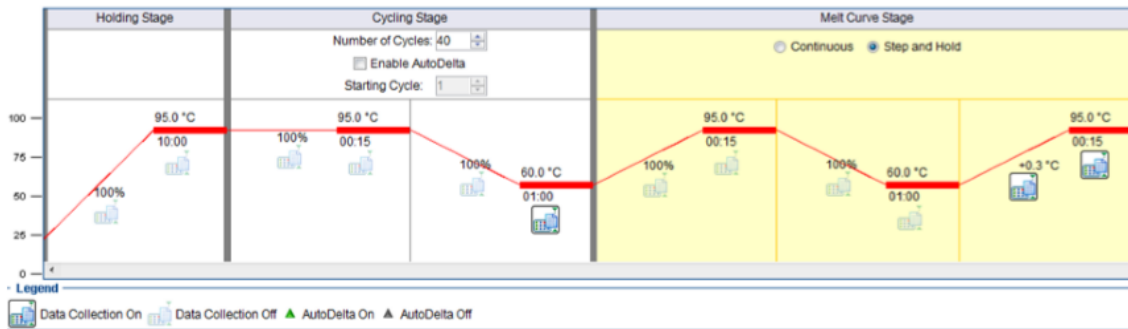 Holding Stage
Cycling Stage
Melt Curve Stage
Number of Cycles: 40
Enable AutoDelta
Starting Cycle: 1
Continuous
Step and Hold
100
75
50
25
0
100%
95.0 °C
10:00
100%
95.0 °C
00:15
100%
60.0 °C
01:00
100%
95.0 °C
00:15
100%
60.0 °C
01:00
+0.3 °C
95.0 °C
00:15
Legend
Data Collection On Data Collection Off AutoDelta On AutoDelta Off